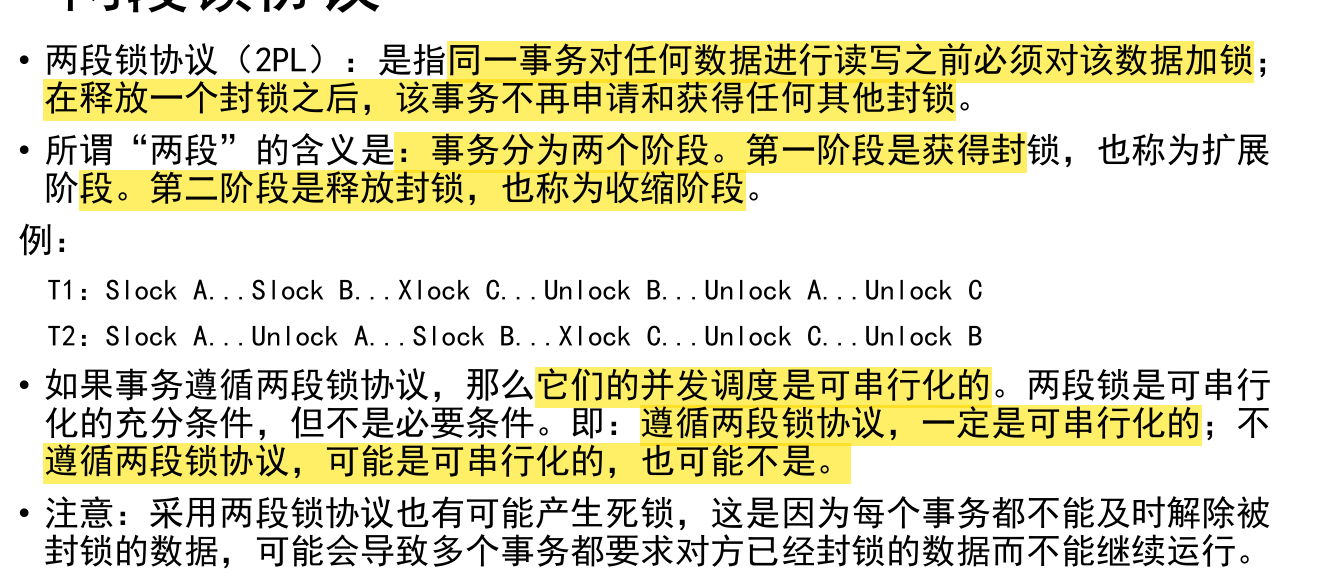 • 两段锁协议（2PL）：是指同一事务对任何数据进行读写之前必须对该数据加锁；
在释放一个封锁之后，该事务不再申请和获得任何其他封锁。
• 所谓“两段”的含义是：事务分为两个阶段。第一阶段是获得封锁，也称为扩展
阶段。第二阶段是释放封锁，也称为收缩阶段。
例：
T1：Slock A...Slock B...Xlock C...Unlock B...Unlock A...Unlock C
T2：Slock A...Unlock A...Slock B...Xlock C...Unlock C...Unlock B
• 如果事务遵循两段锁协议，那么它们的并发调度是可串行化的。两段锁是可串行
化的充分条件，但不是必要条件。即：遵循两段锁协议，一定是可串行化的；不
遵循两段锁协议，可能是可串行化的，也可能不是。
• 注意：采用两段锁协议也有可能产生死锁，这是因为每个事务都不能及时解除被
封锁的数据，可能会导致多个事务都要求对方已经封锁的数据而不能继续运行。